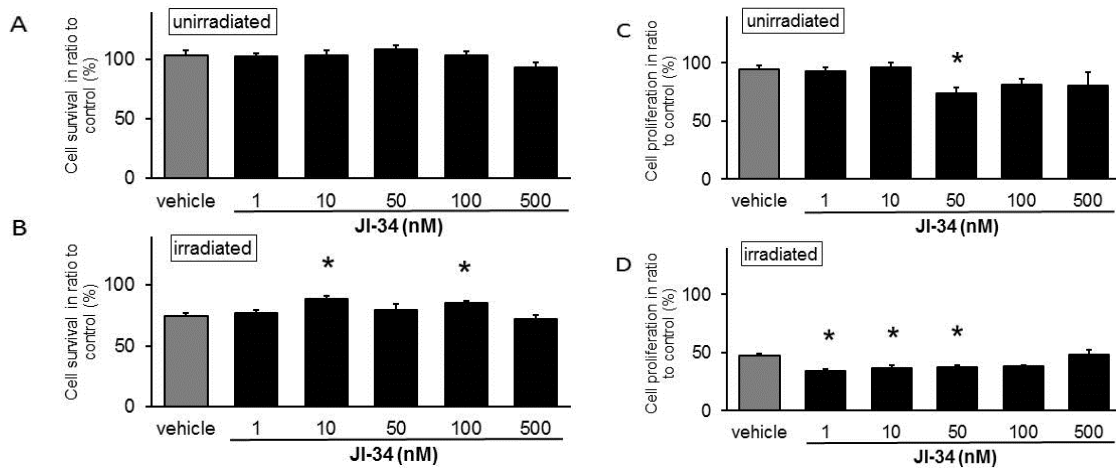 A
unirradiated
Cell survival in ratio to
control (%)
100
50
0
vehicle 1 10 50 100 500
JI-34 (nM)
B
irradiated
*
*
Cell survival in ratio to
control (%)
100
50
0
vehicle 1 10 50 100 500
JI-34 (nM)
C
unirradiated
*
Cell proliferation in ratio
to control (%)
100
50
0
vehicle 1 10 50 100 500
JI-34 (nM)
D
irradiated
* * *
Cell proliferation in ratio
to control (%)
100
50
0
vehicle 1 10 50 100 500
JI-34 (nM)